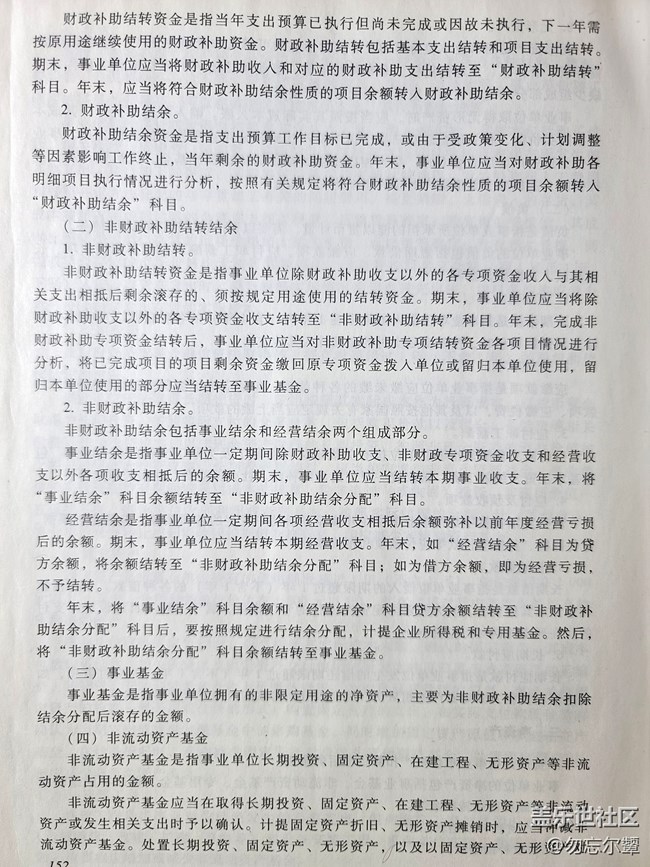 财政补助结转资金是指当年支出预算已执行但尚未完成或因故未执行，下一年需
按原用途继续使用的财政补助资金。财政补助结转包括基本支出结转和项目支出结转。
期末，事业单位应当将财政补助收入和对应的财政补助支出结转至“财政补助结转”
科目。年末，应当将符合财政补助结余性质的项目余额转入财政补助结余。
2. 财政补助结余。
财政补助结余资金是指支出预算工作目标已完成，或由于受政策变化、计划调整
等因素影响工作终止，当年剩余的财政补助资金。年末，事业单位应当对财政补助各
明细项目执行情况进行分析，按照有关规定将符合财政补助结余性质的项目余额转入
“财政补助结余”科目。
（二）非财政补助结转结余
1. 非财政补助结转。
非财政补助结转资金是指事业单位除财政补助收支以外的各专项资金收入与其相
关支出相抵后剩余滚存的、须按规定用途使用的结转资金。期末，事业单位应当将除
财政补助收支以外的各专项资金收支结转至“非财政补助结转”科目。年末，完成非
财政补助专项资金结转后，事业单位应当对非财政补助专项结转资金各项目情况进行
分析，将已完成项目的项目剩余资金缴回原专项资金拨入单位或留归本单位使用，留
归本单位使用的部分应当结转至事业基金。
2. 非财政补助结余。
非财政补助结余包括事业结余和经营结余两个组成部分。
事业结余是指事业单位一定期间除财政补助收支、非财政专项资金收支和经营收
支以外各项收支相抵后的余额。期末，事业单位应当结转本期事业收支。年末，将
“事业结余”科目余额结转至“非财政补助结余分配”科目。
经营结余是指事业单位一定期间各项经营收支相抵后余额弥补以前年度经营亏损
后的余额。期末，事业单位应当结转本期经营收支。年末，如“经营结余”科目为贷
方余额，将余额结转至“非财政补助结余分配”科目；如为借方余额，即为经营亏损，
不予结转。
年末，将“事业结余”科目余额和“经营结余”科目贷方余额结转至“非财政补
助结余分配”科目后，要按照规定进行结余分配，计提企业所得税和专用基金。然后，
将“非财政补助结余分配”科目余额结转至事业基金。
（三）事业基金
事业基金是指事业单位拥有的非限定用途的净资产，主要为非财政补助结余扣除
结余分配后滚存的金额。
（四）非流动资产基金
非流动资产基金是指事业单位长期投资、固定资产、在建工程、无形资产等非流
动资产占用的金额。
非流动资产基金应当在取得长期投资、固定资产、在建工程、无形资产等非流动
资产或发生相关支出时予以确认。计提固定资产折旧、无形资产摊销时，应当冲减非
流动资产基金。处置长期投资、固定资产、无形资产，以及以固定资产、无形资产对
152
盖乐世社区
@勿忘尔罈